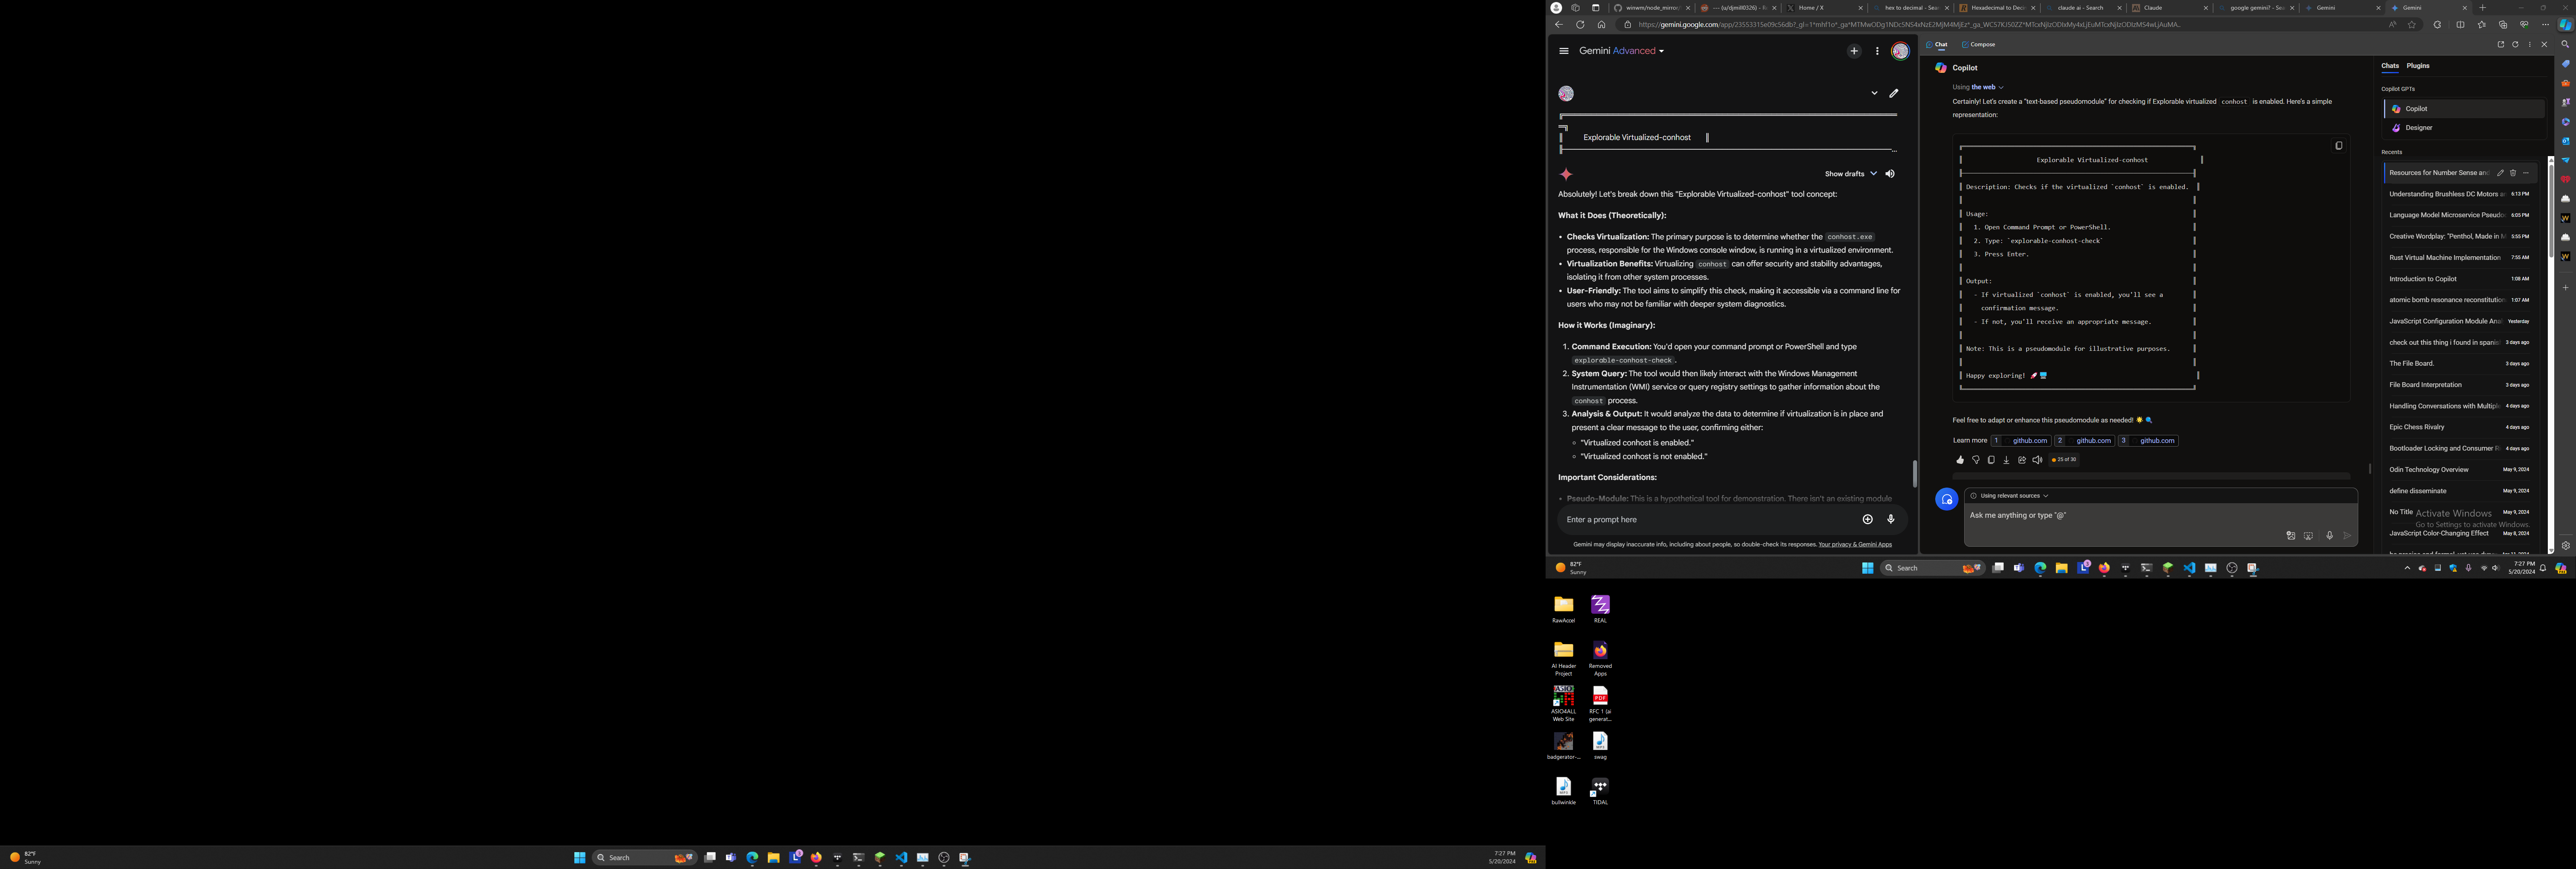 winwm/node_mirror
---- (u/djmill0326) - R
Home / X
hex to decimal - Sear
Hexadecimal to Deci
claude ai - Search
Claude
google gemini? - Sea
Gemini
Gemini
Gemini Advanced
Explorable Virtualized-conhost ║
...
Show drafts
Absolutely! Let's break down this "Explorable Virtualized-conhost" tool concept:
What it Does (Theoretically):
• Checks Virtualization: The primary purpose is to determine whether the conhost.exe
process, responsible for the Windows console window, is running in a virtualized environment.
• Virtualization Benefits: Virtualizing conhost can offer security and stability advantages,
isolating it from other system processes.
• User-Friendly: The tool aims to simplify this check, making it accessible via a command line for
users who may not be familiar with deeper system diagnostics.
How it Works (Imaginary):
1. Command Execution: You'd open your command prompt or PowerShell and type
explorable-conhost-check.
2. System Query: The tool would then likely interact with the Windows Management
Instrumentation (WMI) service or query registry settings to gather information about the
conhost process.
3. Analysis & Output: It would analyze the data to determine if virtualization is in place and
present a clear message to the user, confirming either:
○ "Virtualized conhost is enabled."
○ "Virtualized conhost is not enabled."
Important Considerations:
• Pseudo-Module: This is a hypothetical tool for demonstration. There isn't an existing module
Enter a prompt here
Gemini may display inaccurate info, including about people, so double-check its responses. Your privacy & Gemini Apps
Chat
Compose
Copilot
Using the web
Certainly! Let's create a "text-based pseudomodule" for checking if Explorable virtualized conhost is enabled. Here's a simple
representation:
Explorable Virtualized-conhost
Description: Checks if the virtualized `conhost` is enabled.
Usage:
1. Open Command Prompt or PowerShell.
2. Type: `explorable-conhost-check`
3. Press Enter.
Output:
- If virtualized `conhost` is enabled, you'll see a
confirmation message.
- If not, you'll receive an appropriate message.
Note: This is a pseudomodule for illustrative purposes.
Happy exploring! 🚀💻
Feel free to adapt or enhance this pseudomodule as needed! 🌟🔍
Learn more 1 github.com 2 github.com 3 github.com
25 of 30
Using relevant sources
Ask me anything or type "@"
Chats Plugins
Copilot GPTs
Copilot
Designer
Recents
Resources for Number Sense and
Understanding Brushless DC Motors a 6:13 PM
Language Model Microservice Pseudo 6:05 PM
Creative Wordplay: "Penthol, Made in M 5:55 PM
Rust Virtual Machine Implementation 7:55 AM
Introduction to Copilot 1:08 AM
atomic bomb resonance reconstitution 1:07 AM
JavaScript Configuration Module Anal Yesterday
check out this thing i found in spanis 3 days ago
The File Board. 3 days ago
File Board Interpretation 3 days ago
Handling Conversations with Multipl 4 days ago
Epic Chess Rivalry 4 days ago
Bootloader Locking and Consumer R 4 days ago
Odin Technology Overview May 9, 2024
define disseminate May 9, 2024
No Title May 9, 2024
Activate Windows
Go to Settings to activate Windows.
JavaScript Color-Changing Effect May 8, 2024
82°F
Sunny
Search
7:27 PM
5/20/2024
RawAccel
REAL
AI Header
Project
Removed
Apps
ASIO4ALL
Web Site
RFC 1 (ai
generat...
badgerator-...
swag
bullwinkle
TIDAL
82°F
Sunny
Search
7:27 PM
5/20/2024